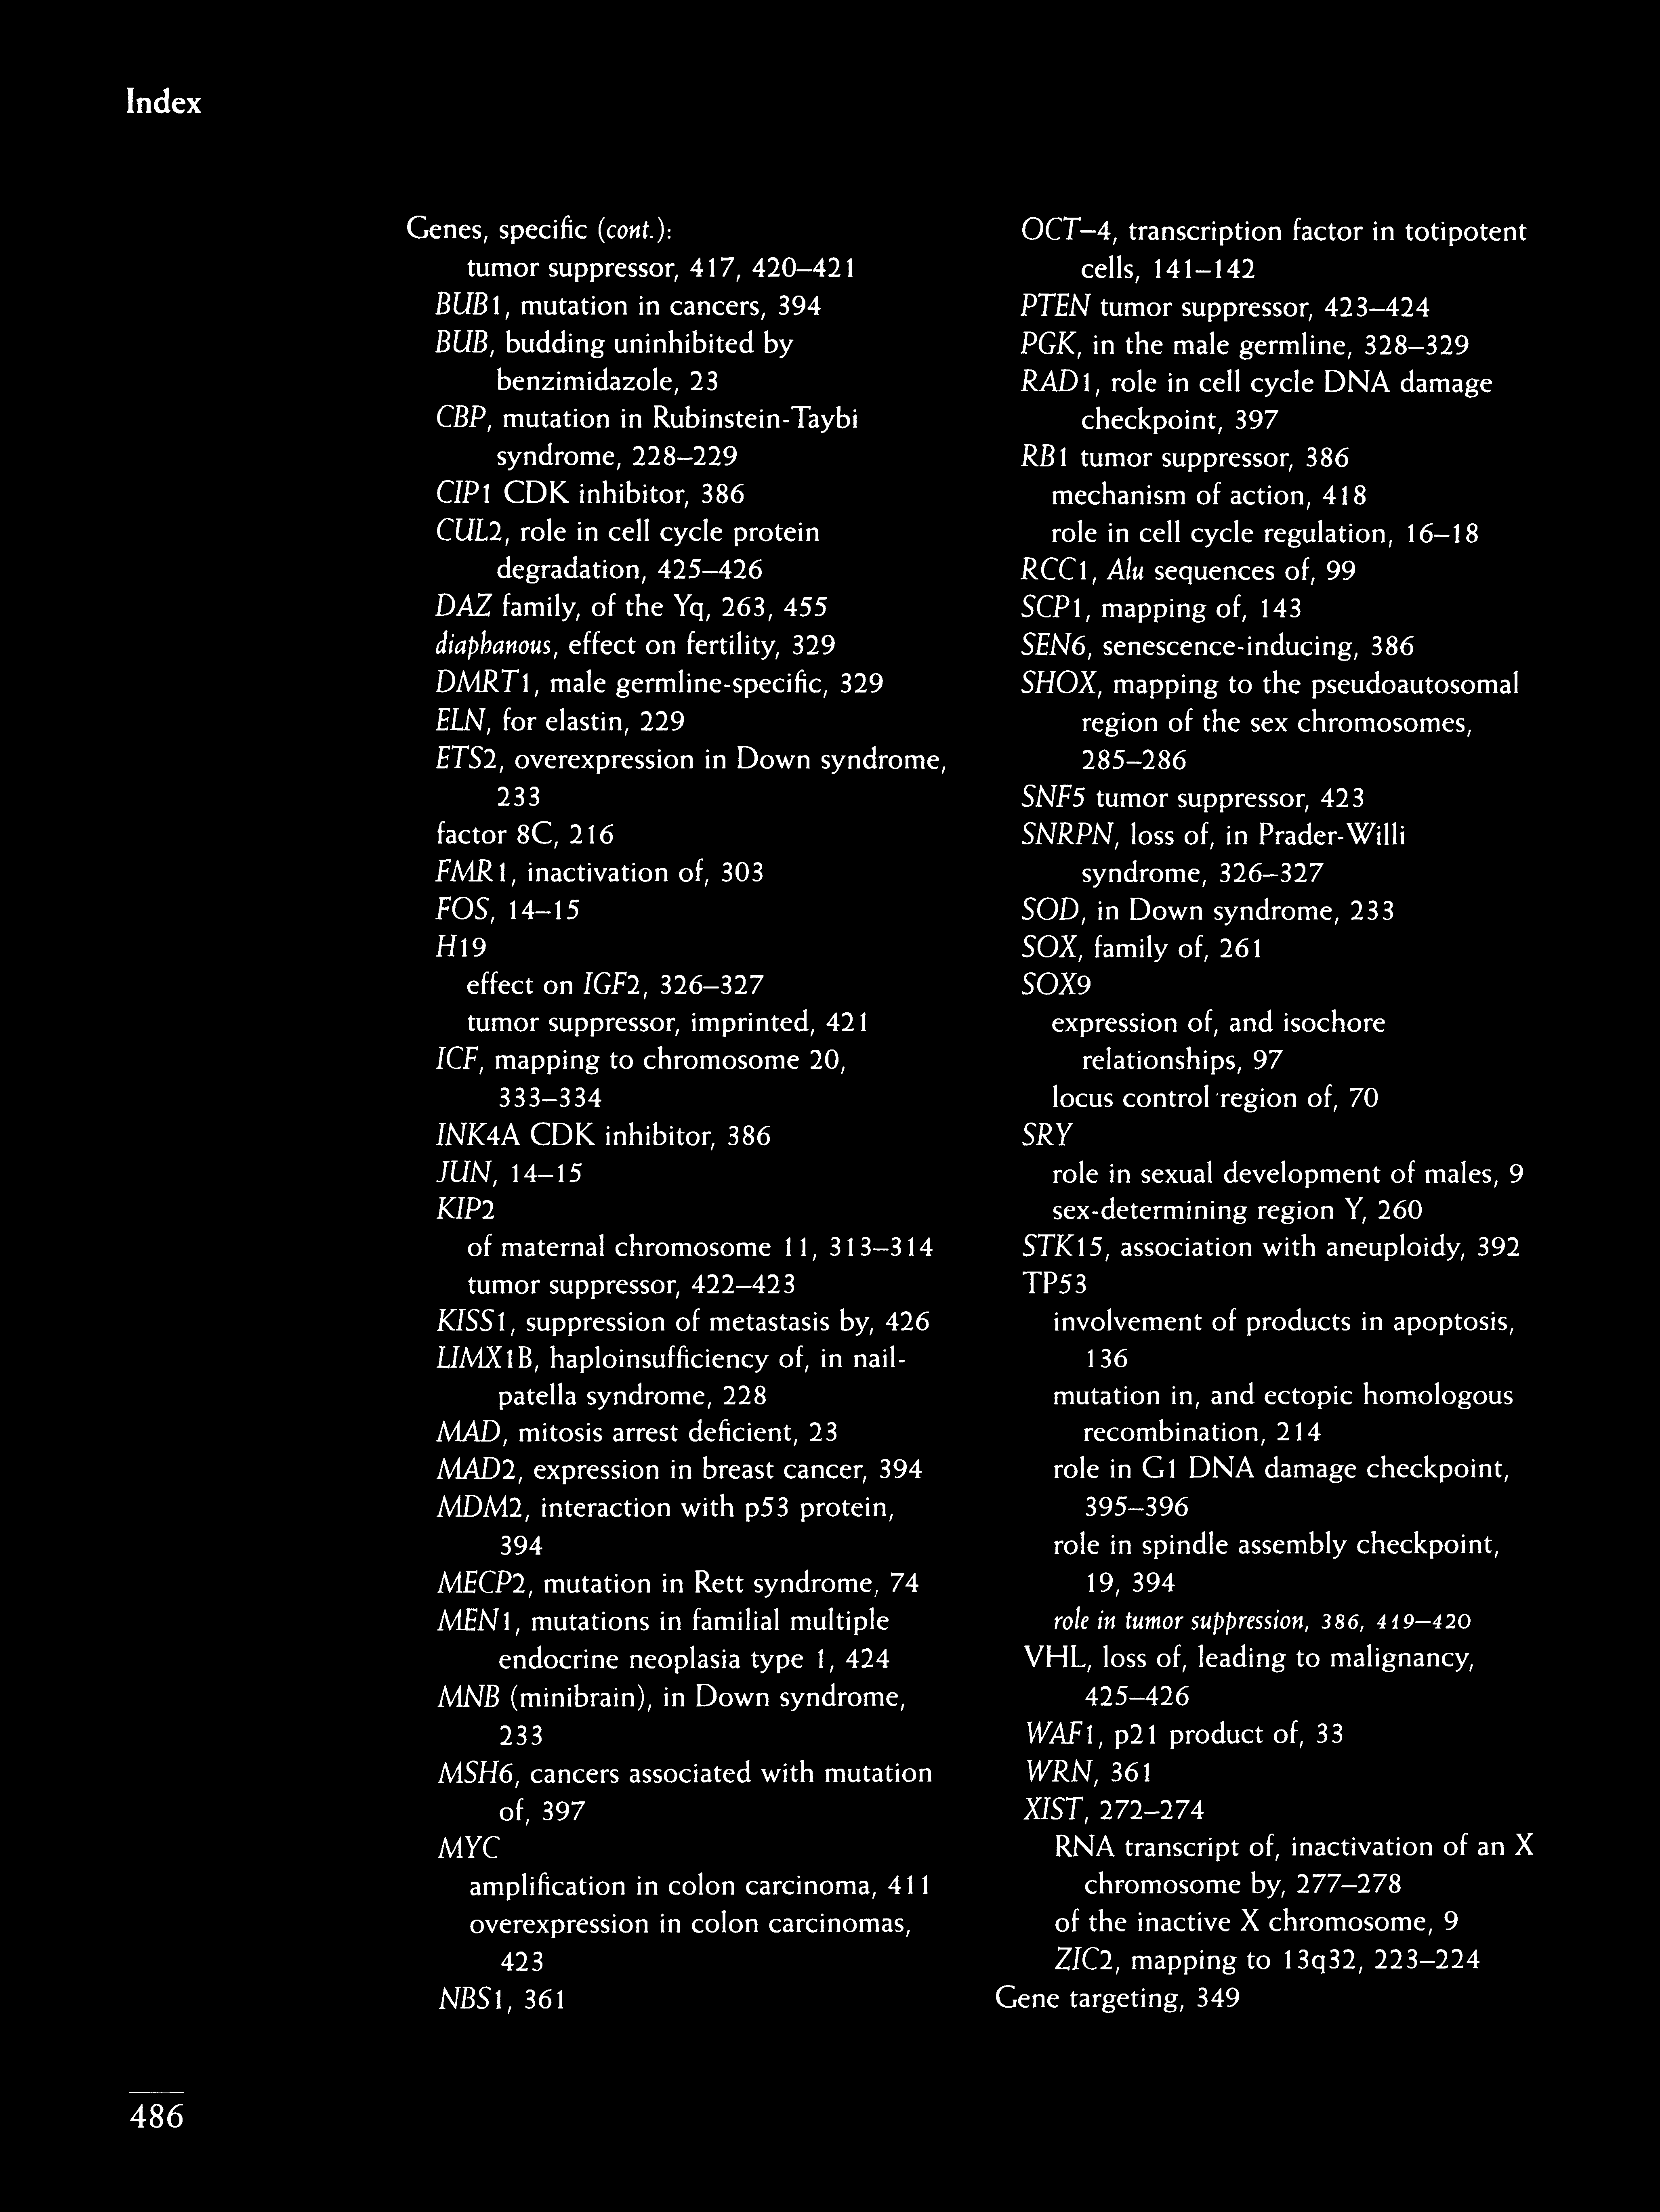 Index
Genes, specific (cont.):
tumor suppressor, 417, 420–421
BUB1, mutation in cancers, 394
BUB, budding uninhibited by
benzimidazole, 23
CBP, mutation in Rubinstein-Taybi
syndrome, 228–229
CIP1 CDK inhibitor, 386
CUL2, role in cell cycle protein
degradation, 425–426
DAZ family, of the Yq, 263, 455
diaphanous, effect on fertility, 329
DMRT1, male germline-specific, 329
ELN, for elastin, 229
ETS2, overexpression in Down syndrome,
233
factor 8C, 216
FMR1, inactivation of, 303
FOS, 14–15
H19
effect on IGF2, 326–327
tumor suppressor, imprinted, 421
ICF, mapping to chromosome 20,
333–334
INK4A CDK inhibitor, 386
JUN, 14–15
KIP2
of maternal chromosome 11, 313–314
tumor suppressor, 422–423
KISS1, suppression of metastasis by, 426
LIMX1B, haploinsufficiency of, in nail-
patella syndrome, 228
MAD, mitosis arrest deficient, 23
MAD2, expression in breast cancer, 394
MDM2, interaction with p53 protein,
394
MECP2, mutation in Rett syndrome, 74
MEN1, mutations in familial multiple
endocrine neoplasia type 1, 424
MNB (minibrain), in Down syndrome,
233
MSH6, cancers associated with mutation
of, 397
MYC
amplification in colon carcinoma, 411
overexpression in colon carcinomas,
423
NBS1, 361
OCT–4, transcription factor in totipotent
cells, 141–142
PTEN tumor suppressor, 423–424
PGK, in the male germline, 328–329
RAD1, role in cell cycle DNA damage
checkpoint, 397
RB1 tumor suppressor, 386
mechanism of action, 418
role in cell cycle regulation, 16–18
RCC1, Alu sequences of, 99
SCP1, mapping of, 143
SEN6, senescence-inducing, 386
SHOX, mapping to the pseudoautosomal
region of the sex chromosomes,
285–286
SNF5 tumor suppressor, 423
SNRPN, loss of, in Prader-Willi
syndrome, 326–327
SOD, in Down syndrome, 233
SOX, family of, 261
SOX9
expression of, and isochore
relationships, 97
locus control region of, 70
SRY
role in sexual development of males, 9
sex-determining region Y, 260
STK15, association with aneuploidy, 392
TP53
involvement of products in apoptosis,
136
mutation in, and ectopic homologous
recombination, 214
role in G1 DNA damage checkpoint,
395–396
role in spindle assembly checkpoint,
19, 394
role in tumor suppression, 386, 419–420
VHL, loss of, leading to malignancy,
425–426
WAF1, p21 product of, 33
WRN, 361
XIST, 272–274
RNA transcript of, inactivation of an X
chromosome by, 277–278
of the inactive X chromosome, 9
ZIC2, mapping to 13q32, 223–224
Gene targeting, 349
486